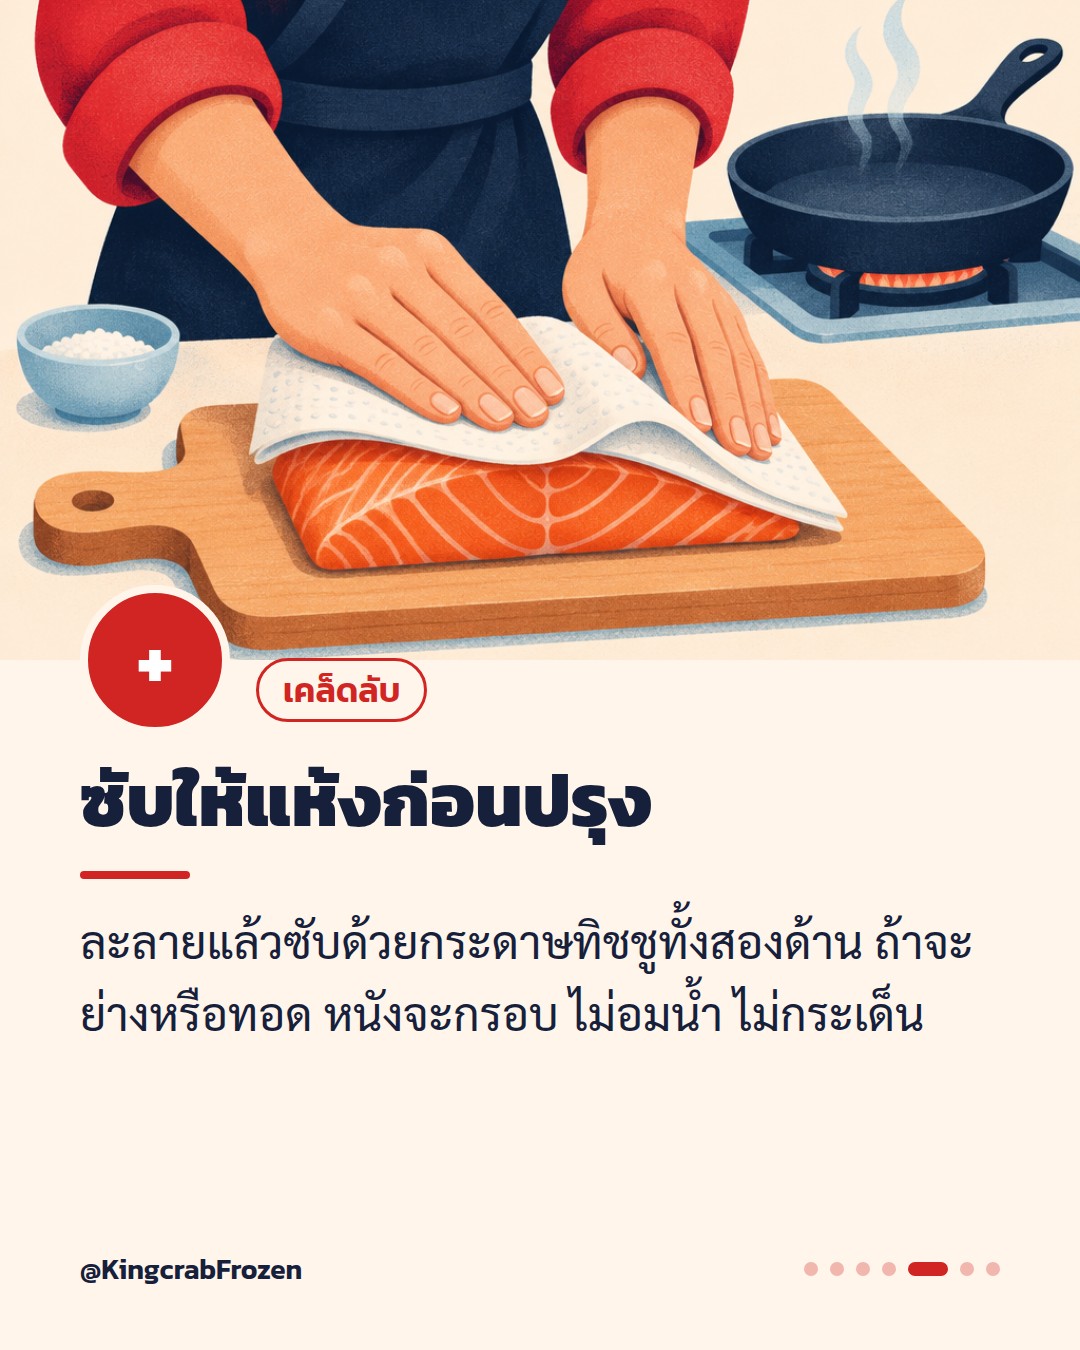 +
เคล็ดลับ
ซับให้แห้งก่อนปรุง
ละลายแล้วซับด้วยกระดาษทิชชูทั้งสองด้าน ถ้าจะ
ย่างหรือทอด หนังจะกรอบ ไม่อมน้ำ ไม่กระเด็น
@KingcrabFrozen